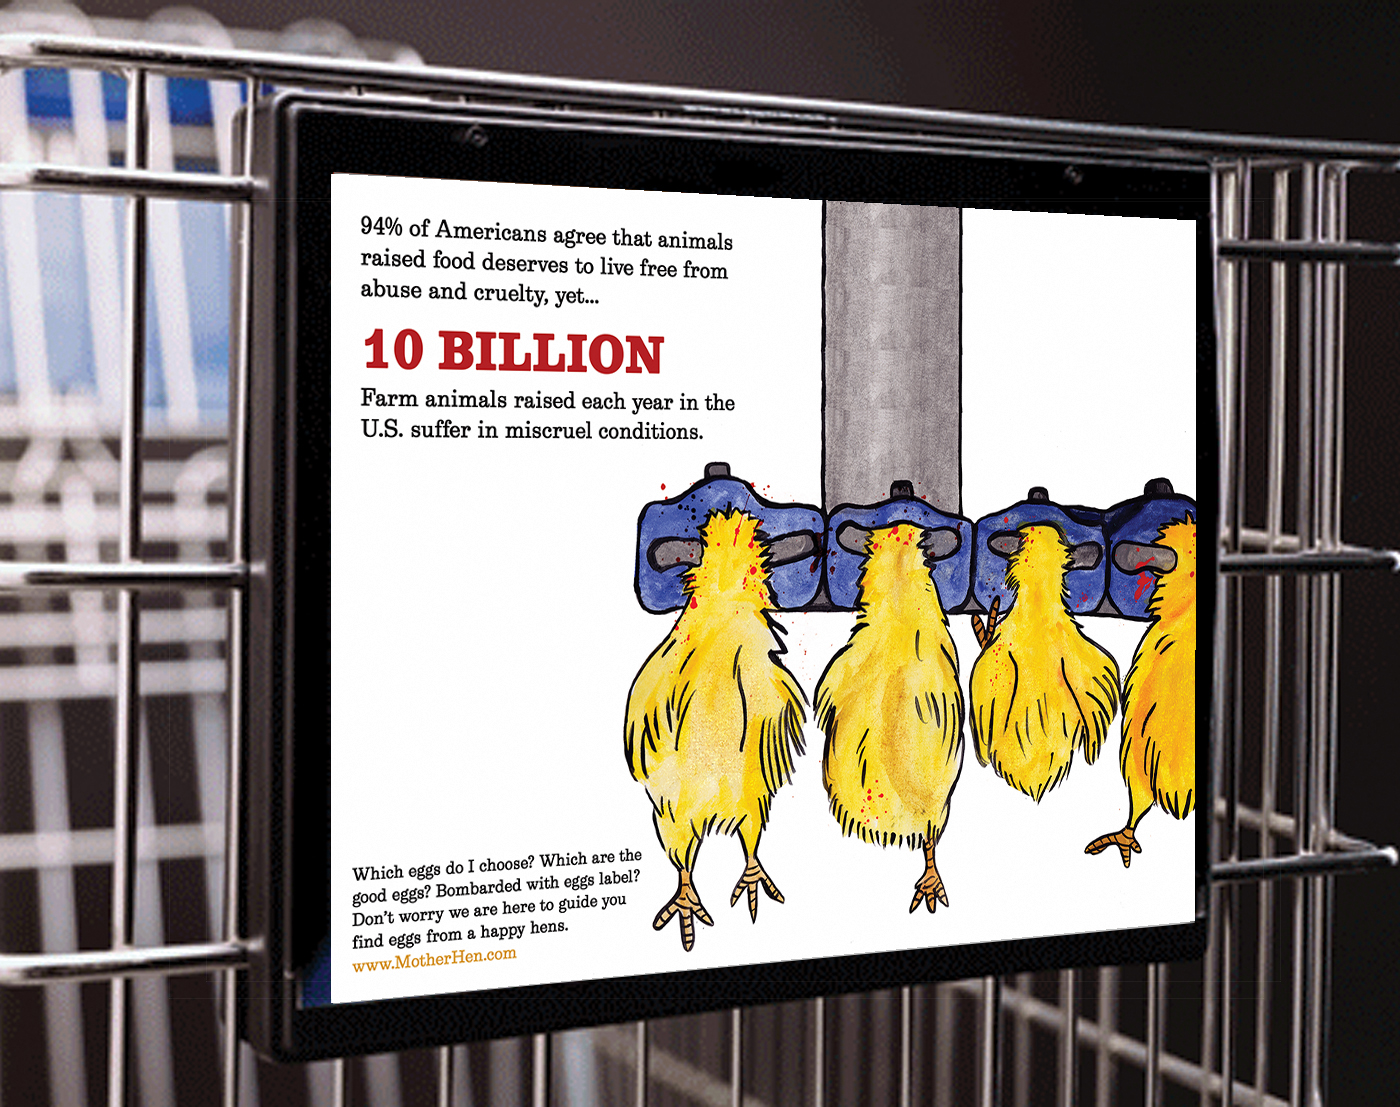 94% of Americans agree that animals
raised food deserves to live free from
abuse and cruelty, yet...
10 BILLION
Farm animals raised each year in the
U.S. suffer in miscruel conditions.
Which eggs do I choose? Which are the
good eggs? Bombarded with eggs label?
Don't worry we are here to guide you
find eggs from a happy hens.
www.MotherHen.com